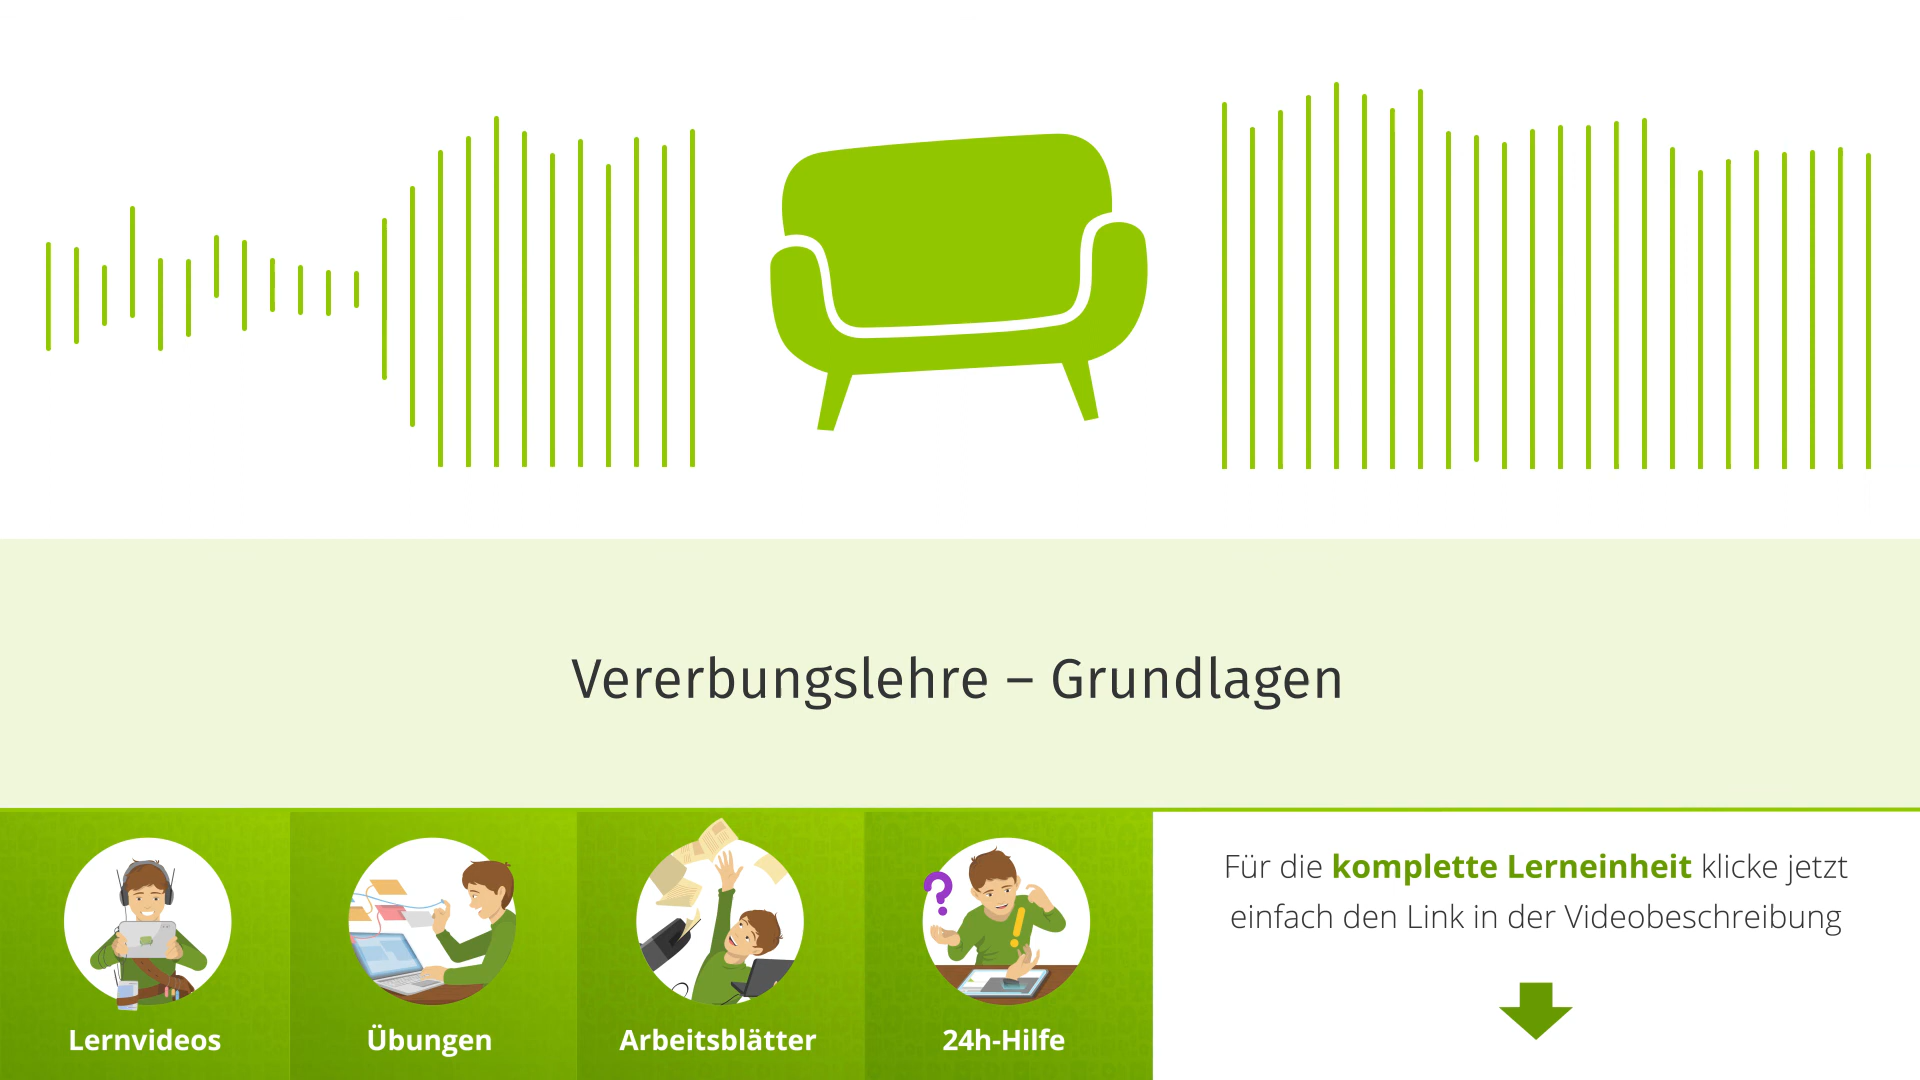 Vererbungslehre – Grundlagen
Lernvideos
Übungen
Arbeitsblätter
24h-Hilfe
Für die komplette Lerneinheit klicke jetzt
einfach den Link in der Videobeschreibung